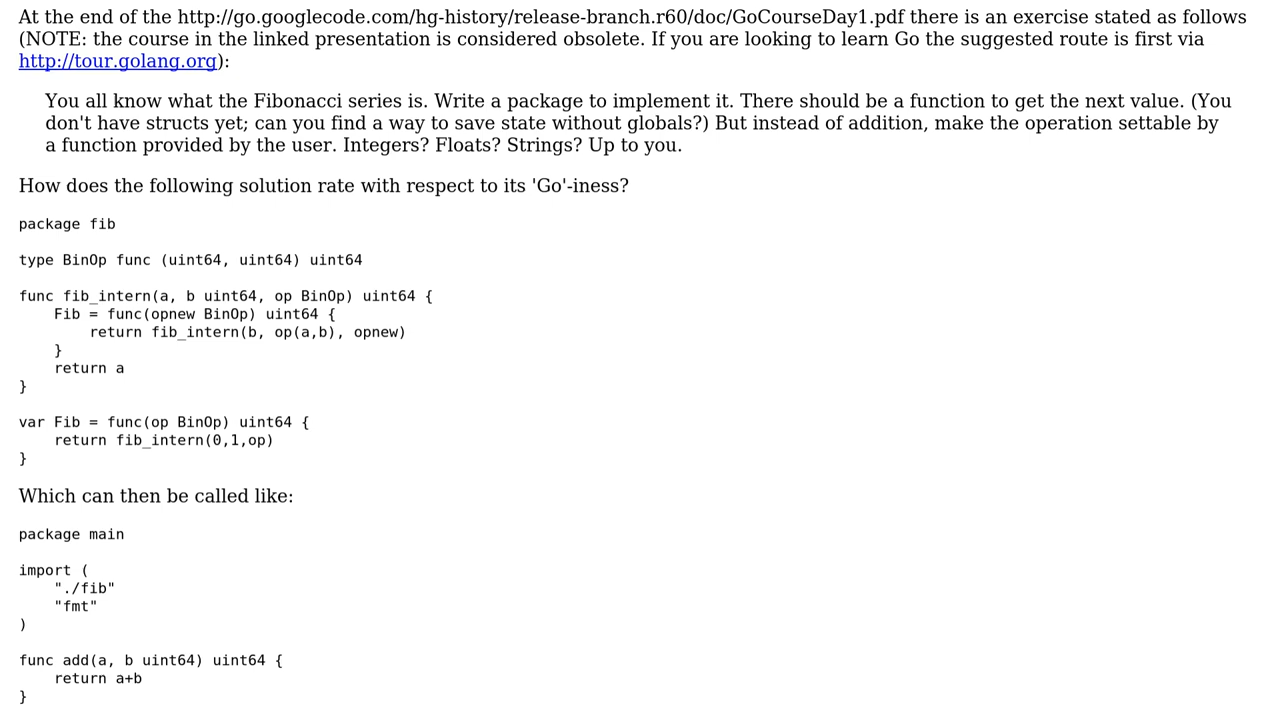 At the end of the http://go.googlecode.com/hg-history/release-branch.r60/doc/GoCourseDay1.pdf there is an exercise stated as follows
(NOTE: the course in the linked presentation is considered obsolete. If you are looking to learn Go the suggested route is first via
http://tour.golang.org):
You all know what the Fibonacci series is. Write a package to implement it. There should be a function to get the next value. (You
don't have structs yet; can you find a way to save state without globals?) But instead of addition, make the operation settable by
a function provided by the user. Integers? Floats? Strings? Up to you.
How does the following solution rate with respect to its 'Go'-iness?
package fib
type BinOp func (uint64, uint64) uint64
func fib_intern(a, b uint64, op BinOp) uint64 {
    Fib = func(opnew BinOp) uint64 {
        return fib_intern(b, op(a,b), opnew)
    }
    return a
}
var Fib = func(op BinOp) uint64 {
    return fib_intern(0,1,op)
}
Which can then be called like:
package main
import (
    "./fib"
    "fmt"
)
func add(a, b uint64) uint64 {
    return a+b
}